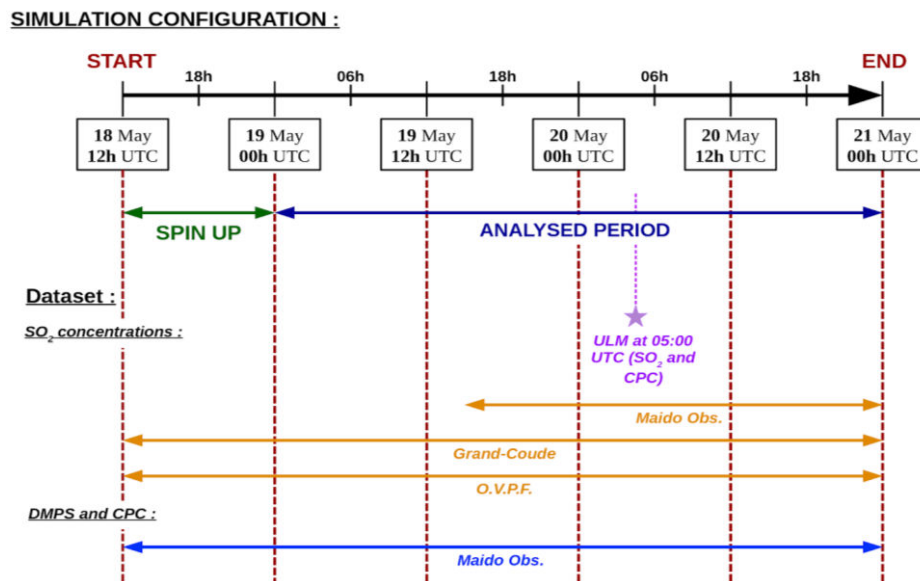 SIMULATION CONFIGURATION :
START
END
18h
06h
18h
06h
18h
18 May
12h UTC
19 May
00h UTC
19 May
12h UTC
20 May
00h UTC
20 May
12h UTC
21 May
00h UTC
SPIN UP
ANALYSED PERIOD
Dataset :
SO2 concentrations :
ULM at 05:00
UTC (SO2 and
CPC)
Maido Obs.
Grand-Coude
O.V.P.F.
DMPS and CPC :
Maido Obs.